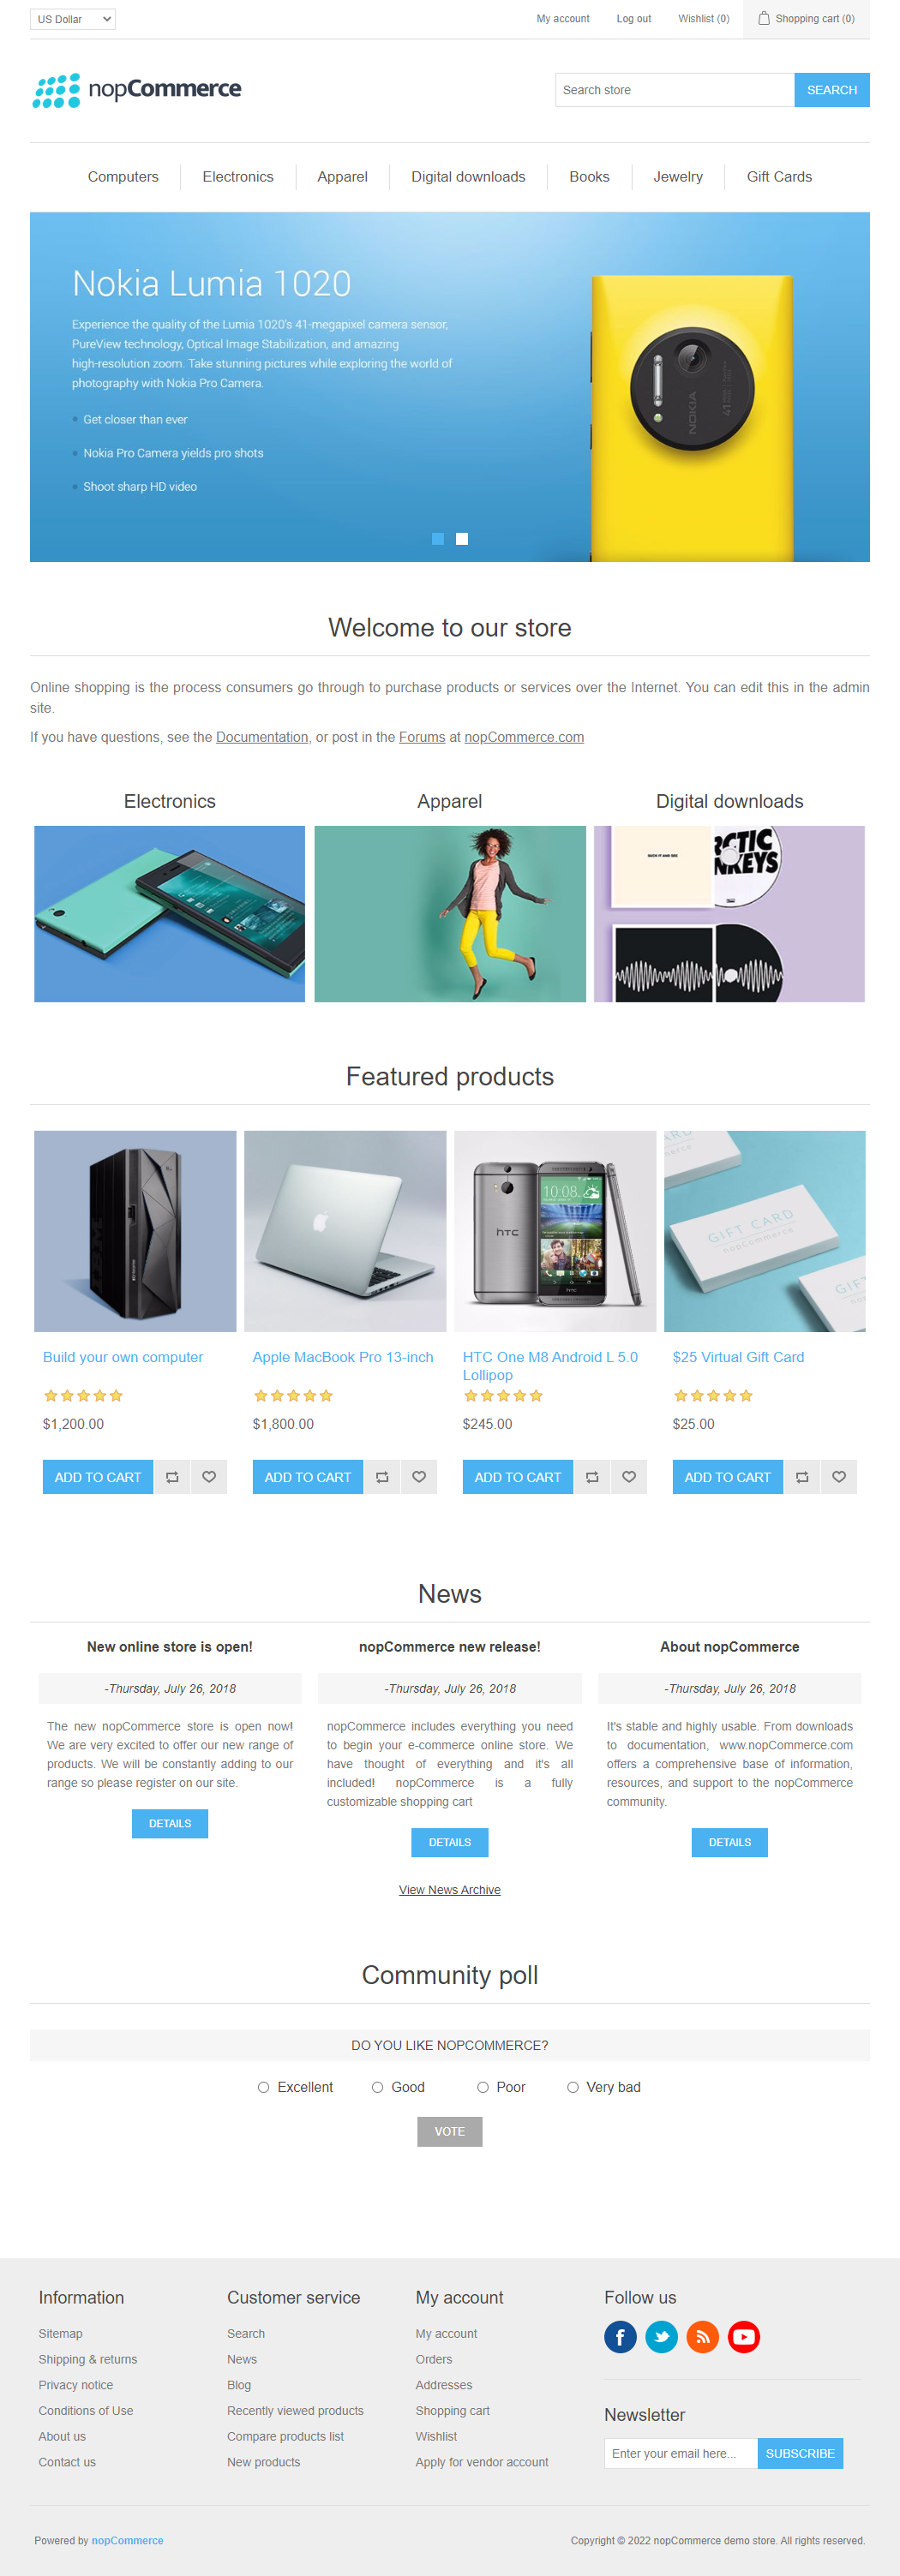 US Dollar
My account
Log out
Wishlist (0)
Shopping cart (0)
nopCommerce
Search store
SEARCH
Computers
Electronics
Apparel
Digital downloads
Books
Jewelry
Gift Cards
Nokia Lumia 1020
Experience the quality of the Lumia 1020's 41-megapixel camera sensor,
PureView technology, Optical Image Stabilization, and amazing
high-resolution zoom. Take stunning pictures while exploring the world of
photography with Nokia Pro Camera.
Get closer than ever
Nokia Pro Camera yields pro shots
Shoot sharp HD video
NOKIA
41
Welcome to our store
Online shopping is the process consumers go through to purchase products or services over the Internet. You can edit this in the admin
site.
If you have questions, see the Documentation, or post in the Forums at nopCommerce.com
Electronics
Apparel
Digital downloads
SUCK IT AND SEE
Featured products
hTC
10:08
hTC
GIFT CARD
nopCommerce
Build your own computer
$1,200.00
ADD TO CART
Apple MacBook Pro 13-inch
$1,800.00
ADD TO CART
HTC One M8 Android L 5.0
Lollipop
$245.00
ADD TO CART
$25 Virtual Gift Card
$25.00
ADD TO CART
News
New online store is open!
-Thursday, July 26, 2018
The new nopCommerce store is open now!
We are very excited to offer our new range of
products. We will be constantly adding to our
range so please register on our site.
DETAILS
nopCommerce new release!
-Thursday, July 26, 2018
nopCommerce includes everything you need
to begin your e-commerce online store. We
have thought of everything and it's all
included! nopCommerce is a fully
customizable shopping cart
DETAILS
About nopCommerce
-Thursday, July 26, 2018
It's stable and highly usable. From downloads
to documentation, www.nopCommerce.com
offers a comprehensive base of information,
resources, and support to the nopCommerce
community.
DETAILS
View News Archive
Community poll
DO YOU LIKE NOPCOMMERCE?
Excellent
Good
Poor
Very bad
VOTE
Information
Sitemap
Shipping & returns
Privacy notice
Conditions of Use
About us
Contact us
Customer service
Search
News
Blog
Recently viewed products
Compare products list
New products
My account
My account
Orders
Addresses
Shopping cart
Wishlist
Apply for vendor account
Follow us
Newsletter
Enter your email here...
SUBSCRIBE
Powered by nopCommerce
Copyright © 2022 nopCommerce demo store. All rights reserved.